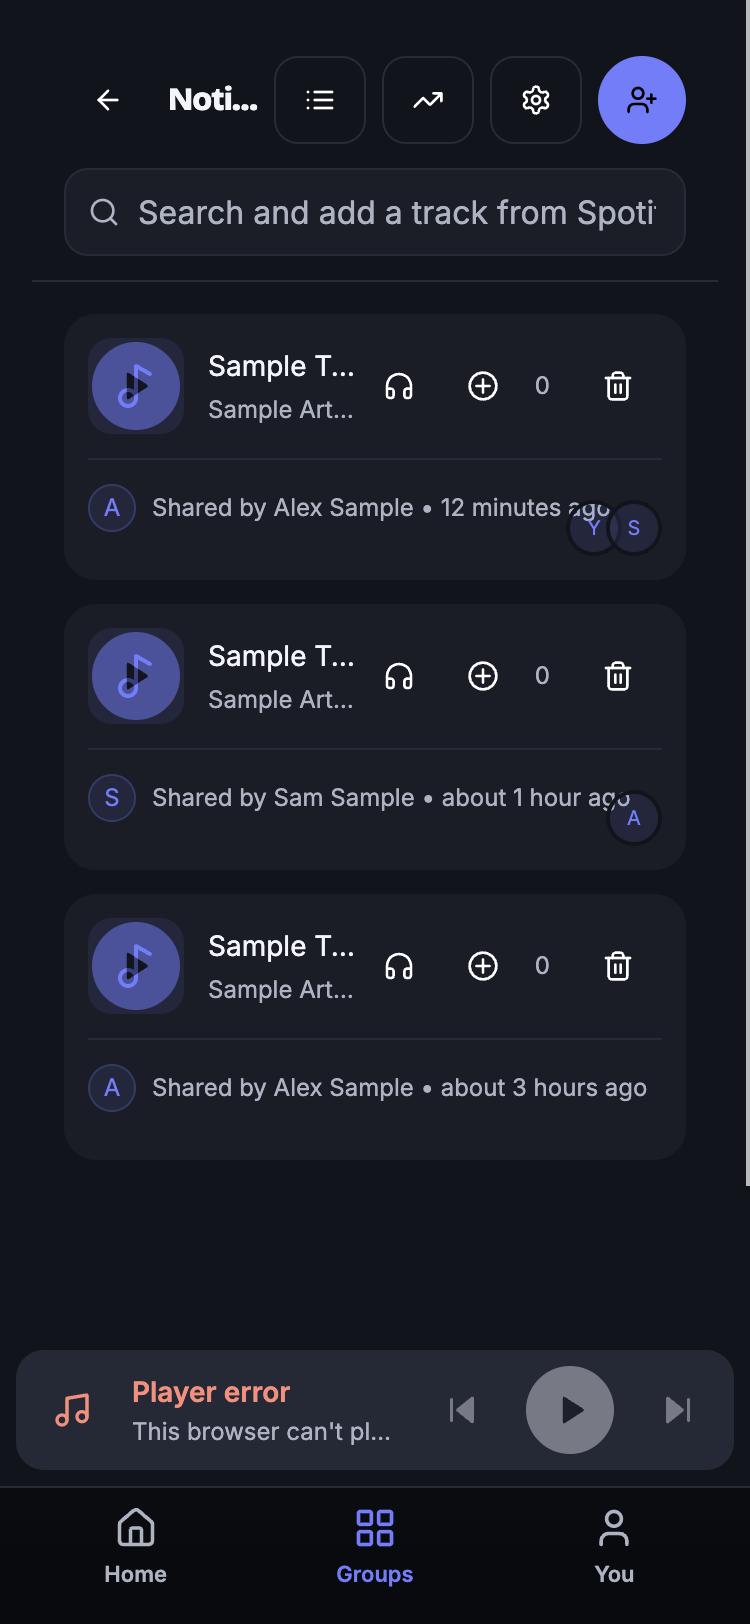 Noti...
Search and add a track from Spoti
Sample T...
Sample Art...
0
A Shared by Alex Sample • 12 minutes ago
Y S
Sample T...
Sample Art...
0
S Shared by Sam Sample • about 1 hour ago
A
Sample T...
Sample Art...
0
A Shared by Alex Sample • about 3 hours ago
Player error
This browser can't pl...
Home Groups You